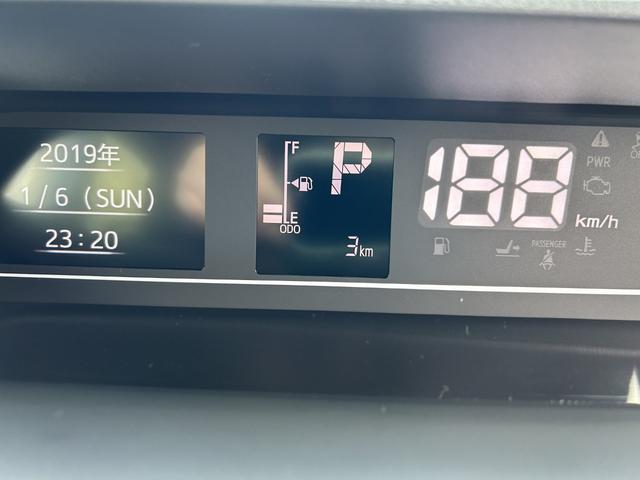 2019年
1/6 (SUN)
23:20
F
E
ODO
P
3km
188
km/h
PWR
PASSENGER